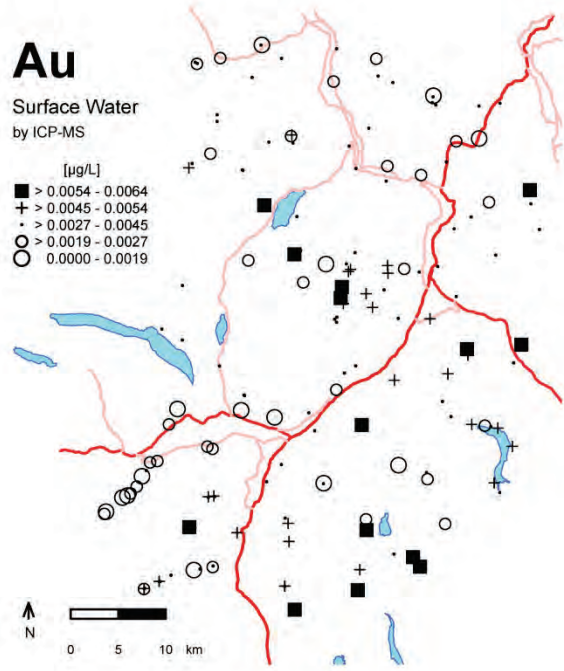 Au
Surface Water
by ICP-MS
[µg/L]
> 0.0054 - 0.0064
> 0.0045 - 0.0054
> 0.0027 - 0.0045
> 0.0019 - 0.0027
0.0000 - 0.0019
N
0 5 10 km